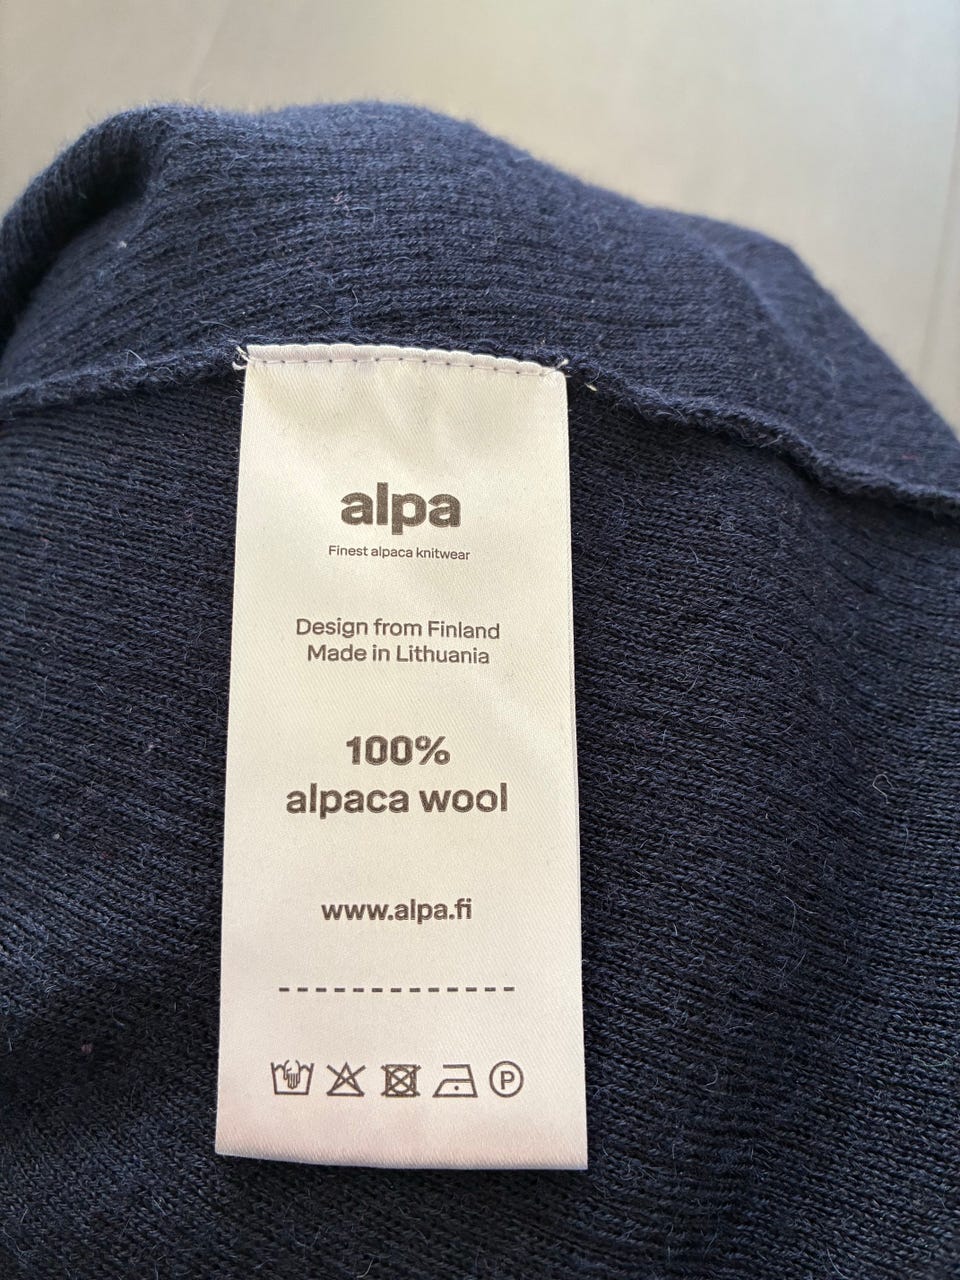 alpa
Finest alpaca knitwear
Design from Finland
Made in Lithuania
100%
alpaca wool
www.alpa.fi
P